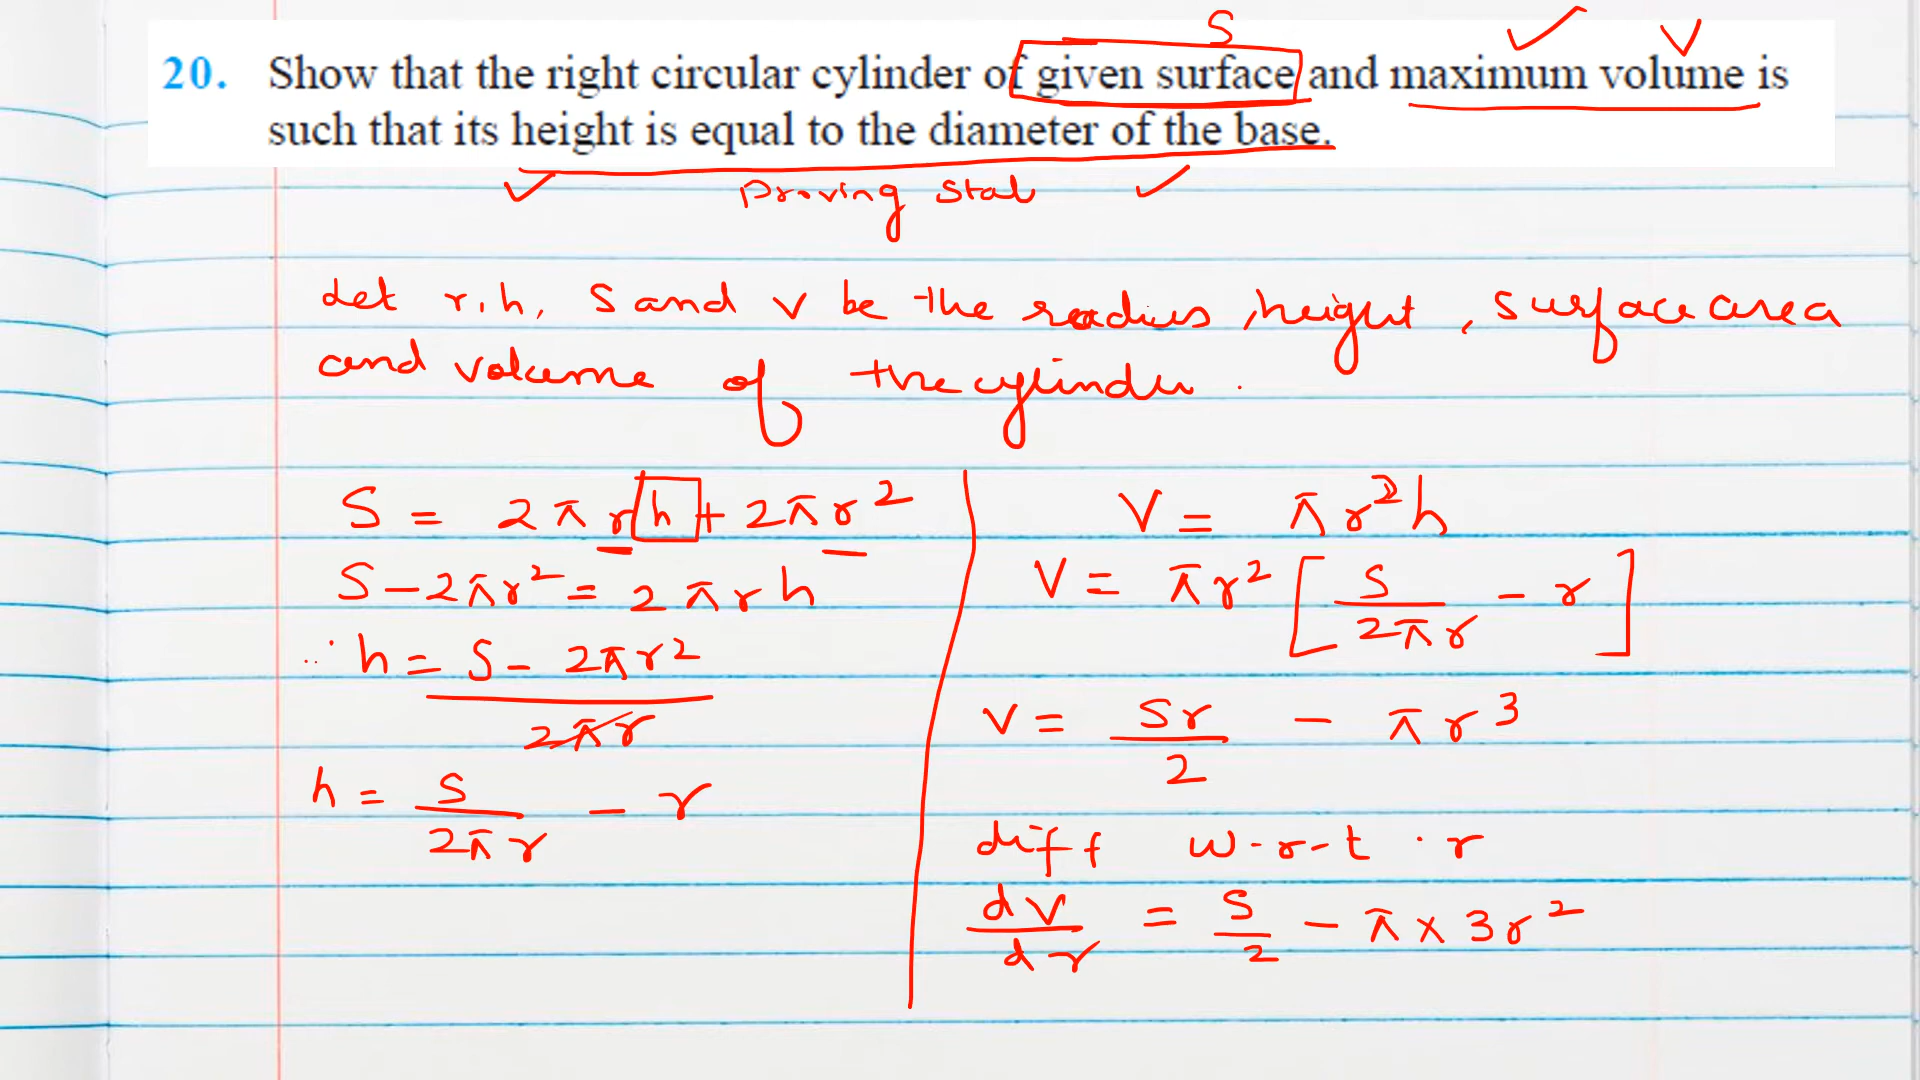 S V
20. Show that the right circular cylinder of given surface and maximum volume is
such that its height is equal to the diameter of the base.
Proving stat
Let r, h, S and V be the radius, height, surface area
and volume of the cylinder.
S = 2πrh + 2πr²
S - 2πr² = 2πrh
∴ h = S - 2πr² / 2πr
h = S / 2πr - r
V = πr²h
V = πr² [ S / 2πr - r ]
V = Sr / 2 - πr³
diff w-r-t . r
dV / dr = S / 2 - π × 3r²